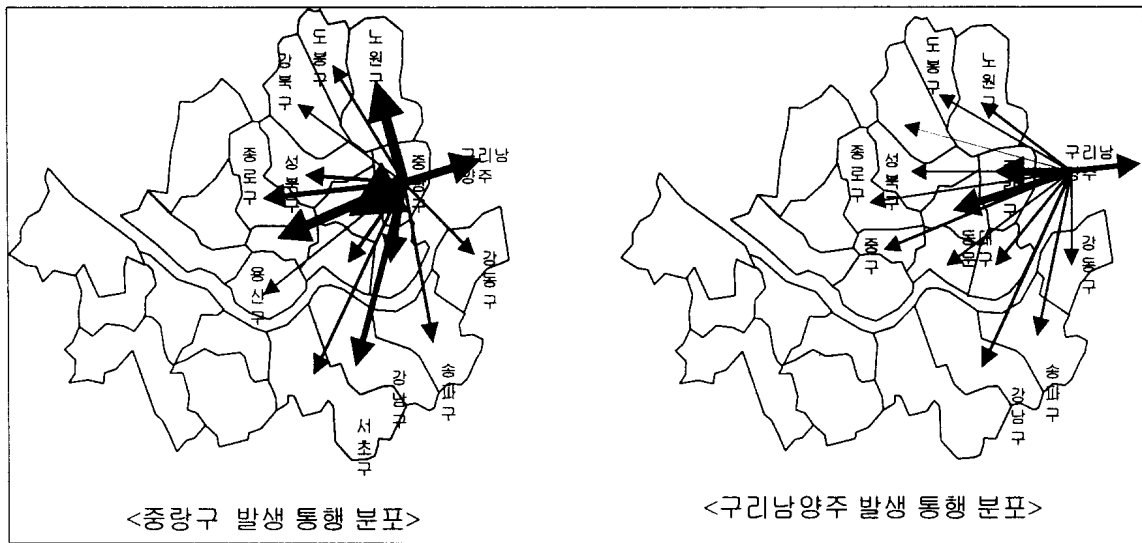 도봉구
노원구
강북구
종로구
성북구
중랑구
구리남
양주
강동구
용산구
송파구
강남구
서초구
<중랑구 발생 통행 분포>
도봉구
노원구
종로구
성북구
구리남
양주
중구
동대문구
강동구
송파구
강남구
<구리남양주 발생 통행 분포>